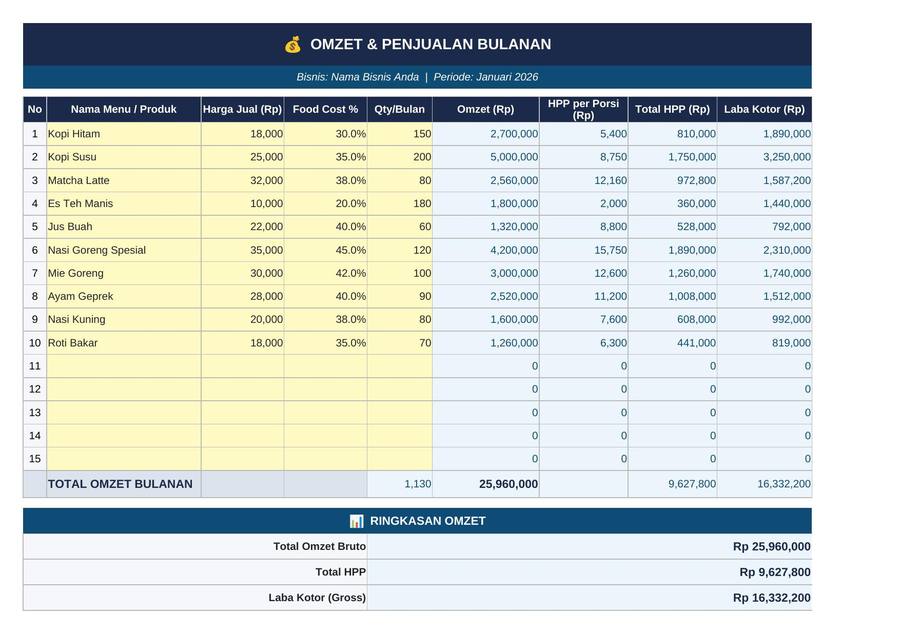 💰 OMZET & PENJUALAN BULANAN
Bisnis: Nama Bisnis Anda | Periode: Januari 2026
No Nama Menu / Produk Harga Jual (Rp) Food Cost % Qty/Bulan Omzet (Rp) HPP per Porsi (Rp) Total HPP (Rp) Laba Kotor (Rp)
1 Kopi Hitam 18,000 30.0% 150 2,700,000 5,400 810,000 1,890,000
2 Kopi Susu 25,000 35.0% 200 5,000,000 8,750 1,750,000 3,250,000
3 Matcha Latte 32,000 38.0% 80 2,560,000 12,160 972,800 1,587,200
4 Es Teh Manis 10,000 20.0% 180 1,800,000 2,000 360,000 1,440,000
5 Jus Buah 22,000 40.0% 60 1,320,000 8,800 528,000 792,000
6 Nasi Goreng Spesial 35,000 45.0% 120 4,200,000 15,750 1,890,000 2,310,000
7 Mie Goreng 30,000 42.0% 100 3,000,000 12,600 1,260,000 1,740,000
8 Ayam Geprek 28,000 40.0% 90 2,520,000 11,200 1,008,000 1,512,000
9 Nasi Kuning 20,000 38.0% 80 1,600,000 7,600 608,000 992,000
10 Roti Bakar 18,000 35.0% 70 1,260,000 6,300 441,000 819,000
11 0 0 0 0
12 0 0 0 0
13 0 0 0 0
14 0 0 0 0
15 0 0 0 0
TOTAL OMZET BULANAN 1,130 25,960,000 9,627,800 16,332,200
📊 RINGKASAN OMZET
Total Omzet Bruto Rp 25,960,000
Total HPP Rp 9,627,800
Laba Kotor (Gross) Rp 16,332,200